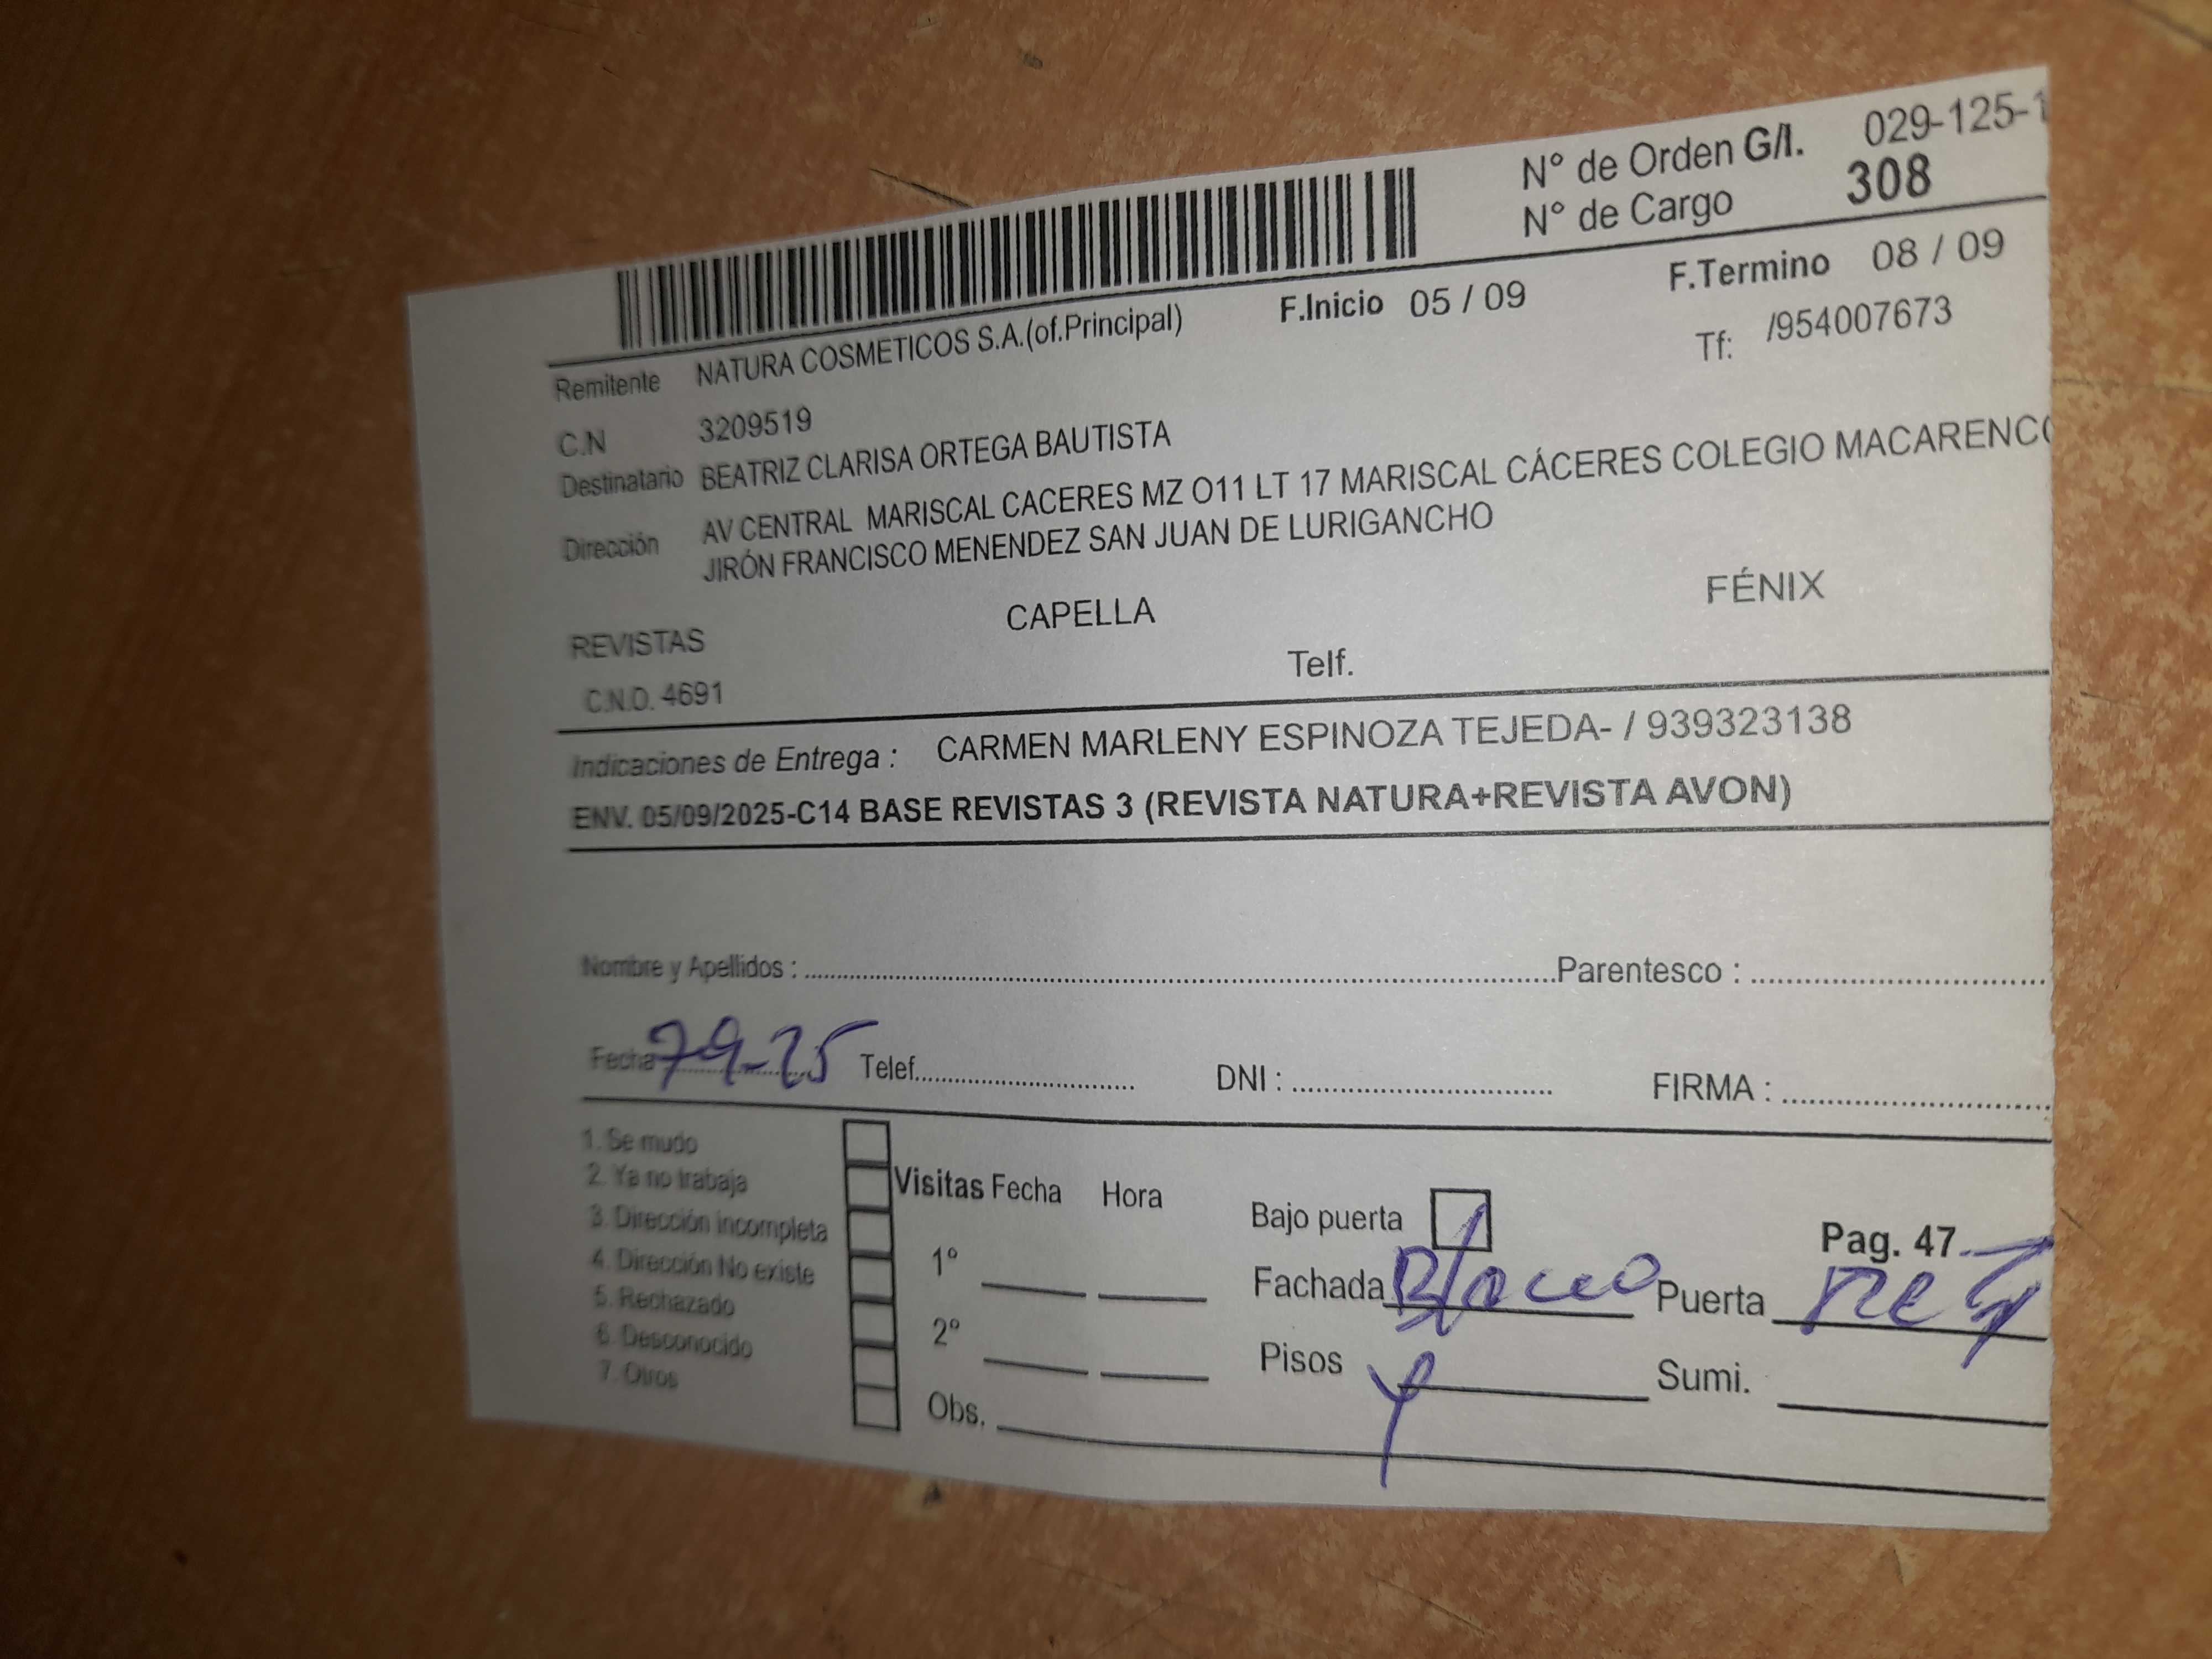 N° de Orden G/I. 029-125-1
N° de Cargo 308
F.Inicio 05 / 09 F.Termino 08 / 09
Remitente NATURA COSMETICOS S.A.(of.Principal) Tf: /954007673
C.N 3209519
Destinatario BEATRIZ CLARISA ORTEGA BAUTISTA
Dirección AV CENTRAL MARISCAL CACERES MZ O11 LT 17 MARISCAL CÁCERES COLEGIO MACARENCO
JIRÓN FRANCISCO MENENDEZ SAN JUAN DE LURIGANCHO
REVISTAS CAPELLA FÉNIX
C.N.D. 4691 Telf.
Indicaciones de Entrega : CARMEN MARLENY ESPINOZA TEJEDA- / 939323138
ENV. 05/09/2025-C14 BASE REVISTAS 3 (REVISTA NATURA+REVISTA AVON)
Nombre y Apellidos : Parentesco :
Fecha 7-9-25 Telef. DNI : FIRMA :
1. Se mudo
2. Ya no trabaja
3. Dirección incompleta
4. Dirección No existe
5. Rechazado
6. Desconocido
7. Otros
Visitas Fecha Hora
1°
2°
Obs.
Bajo puerta Pag. 47
Fachada Blanco Puerta
Pisos Sumi.